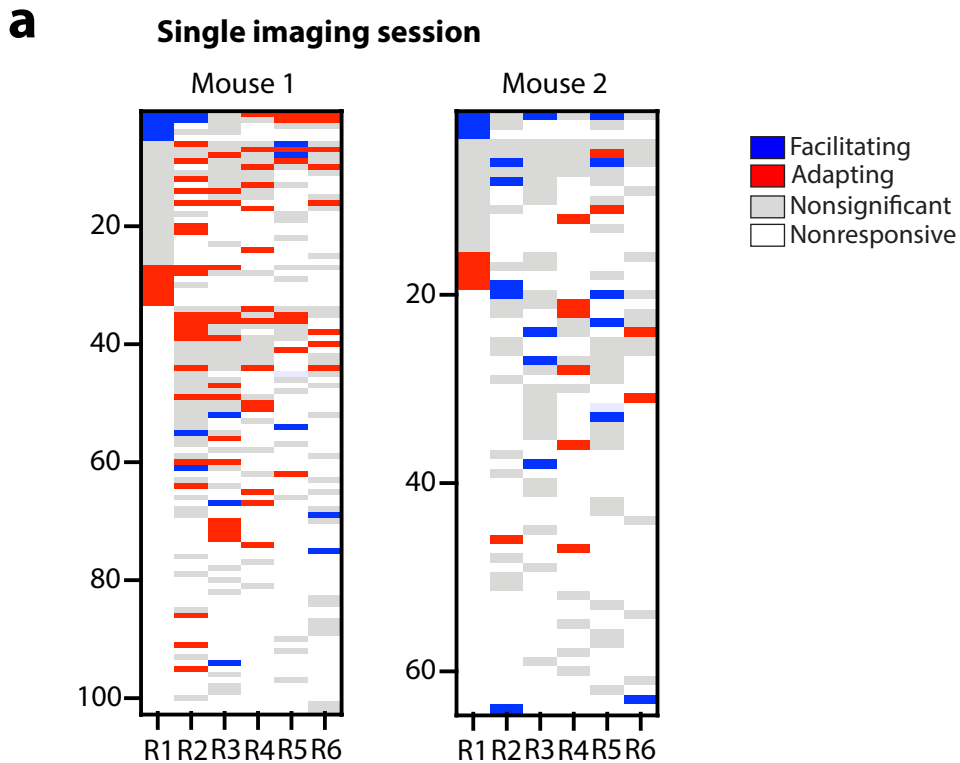 a
Single imaging session
Mouse 1
Mouse 2
Facilitating
Adapting
Nonsignificant
Nonresponsive
20
40
60
80
100
R1 R2 R3 R4 R5 R6
20
40
60
R1 R2 R3 R4 R5 R6